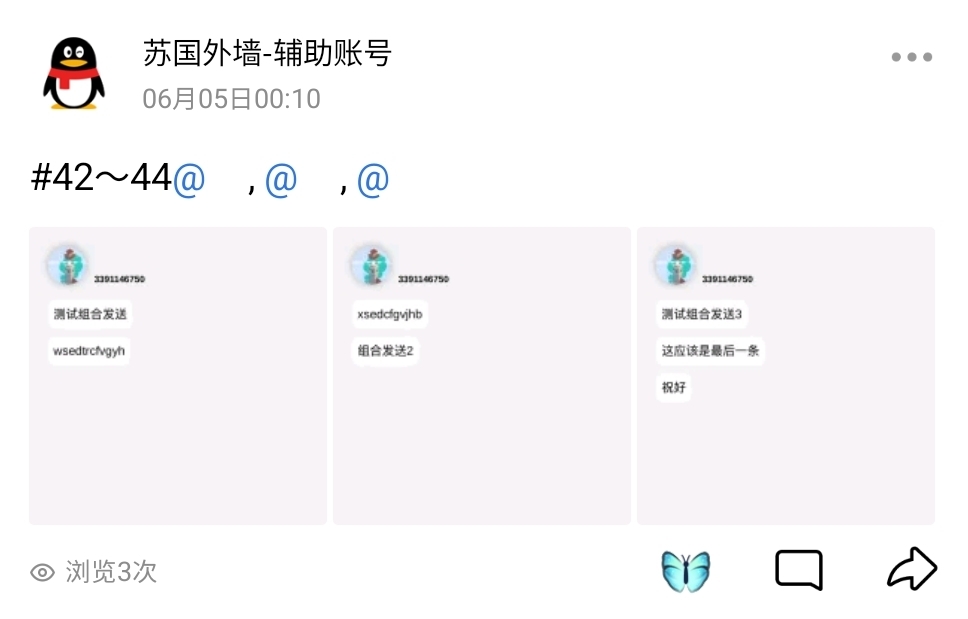 苏国外墙-辅助账号
06月05日00:10
#42～44@ , @ , @
3391146750
测试组合发送
wsedtrcfvgyh
3391146750
xsedcfgvjhb
组合发送2
3391146750
测试组合发送3
这应该是最后一条
祝好
浏览3次